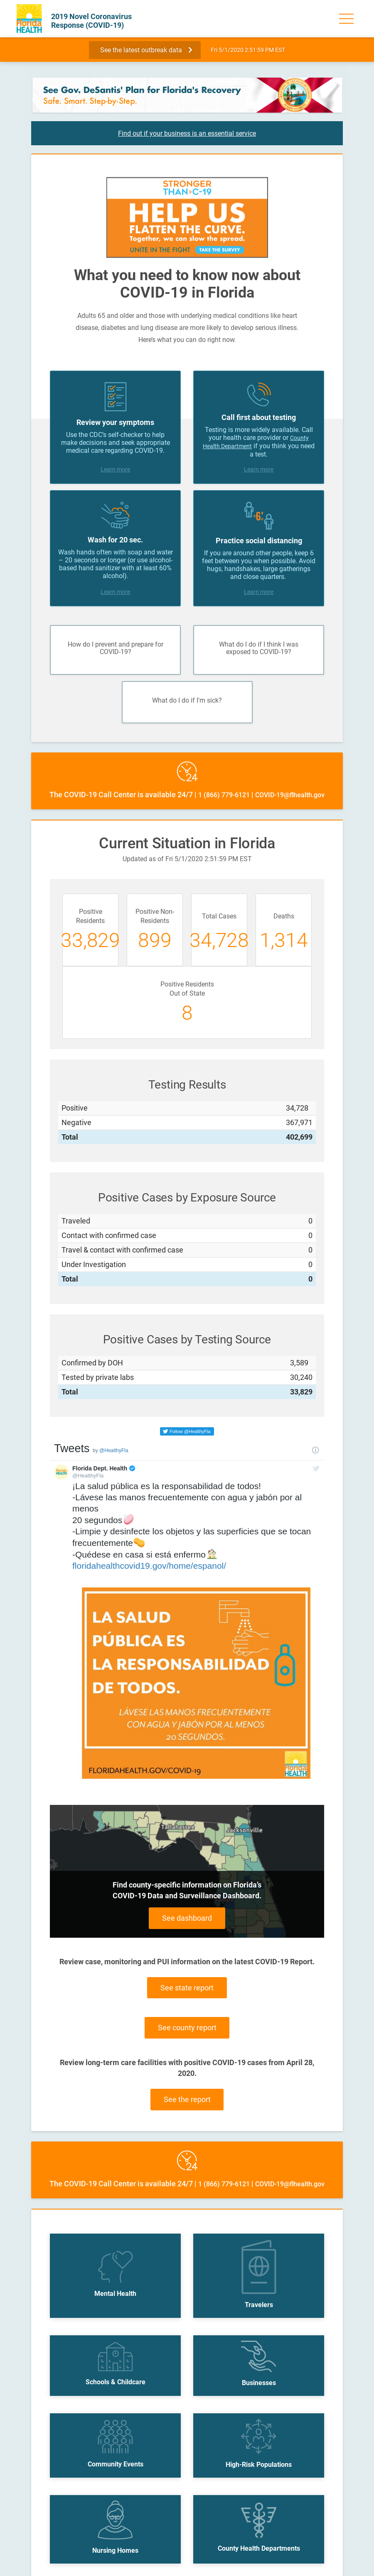 Florida
HEALTH
2019 Novel Coronavirus
Response (COVID-19)
See the latest outbreak data
Fri 5/1/2020 2:51:59 PM EST
See Gov. DeSantis' Plan for Florida's Recovery
Safe. Smart. Step-by-Step.
Find out if your business is an essential service
STRONGER
THAN C-19
HELP US
FLATTEN THE CURVE.
Together, we can slow the spread.
UNITE IN THE FIGHT TAKE THE SURVEY
What you need to know now about
COVID-19 in Florida
Adults 65 and older and those with underlying medical conditions like heart
disease, diabetes and lung disease are more likely to develop serious illness.
Here's what you can do right now.
Review your symptoms
Use the CDC's self-checker to help
make decisions and seek appropriate
medical care regarding COVID-19.
Learn more
Call first about testing
Testing is more widely available. Call
your health care provider or County
Health Department if you think you need
a test.
Learn more
Wash for 20 sec.
Wash hands often with soap and water
– 20 seconds or longer (or use alcohol-
based hand sanitizer with at least 60%
alcohol).
Learn more
6'
Practice social distancing
If you are around other people, keep 6
feet between you when possible. Avoid
hugs, handshakes, large gatherings
and close quarters.
Learn more
How do I prevent and prepare for
COVID-19?
What do I do if I think I was
exposed to COVID-19?
What do I do if I'm sick?
24
The COVID-19 Call Center is available 24/7 | 1 (866) 779-6121 | COVID-19@flhealth.gov
Current Situation in Florida
Updated as of Fri 5/1/2020 2:51:59 PM EST
Positive
Residents
33,829
Positive Non-
Residents
899
Total Cases
34,728
Deaths
1,314
Positive Residents
Out of State
8
Testing Results
Positive 34,728
Negative 367,971
Total 402,699
Positive Cases by Exposure Source
Traveled 0
Contact with confirmed case 0
Travel & contact with confirmed case 0
Under Investigation 0
Total 0
Positive Cases by Testing Source
Confirmed by DOH 3,589
Tested by private labs 30,240
Total 33,829
Follow @HealthyFla
Tweets by @HealthyFla
Florida Dept. Health
@HealthyFla
¡La salud pública es la responsabilidad de todos!
-Lávese las manos frecuentemente con agua y jabón por al
menos
20 segundos
-Limpie y desinfecte los objetos y las superficies que se tocan
frecuentemente
-Quédese en casa si está enfermo
floridahealthcovid19.gov/home/espanol/
LA SALUD
PÚBLICA ES
LA RESPONSABILIDAD
DE TODOS.
LÁVESE LAS MANOS FRECUENTEMENTE
CON AGUA Y JABÓN POR AL MENOS
20 SEGUNDOS.
FLORIDAHEALTH.GOV/COVID-19
Florida
HEALTH
Tallahassee
Jacksonville
Find county-specific information on Florida's
COVID-19 Data and Surveillance Dashboard.
See dashboard
Review case, monitoring and PUI information on the latest COVID-19 Report.
See state report
See county report
Review long-term care facilities with positive COVID-19 cases from April 28,
2020.
See the report
24
The COVID-19 Call Center is available 24/7 | 1 (866) 779-6121 | COVID-19@flhealth.gov
Mental Health
Travelers
Schools & Childcare
Businesses
Community Events
High-Risk Populations
Nursing Homes
County Health Departments